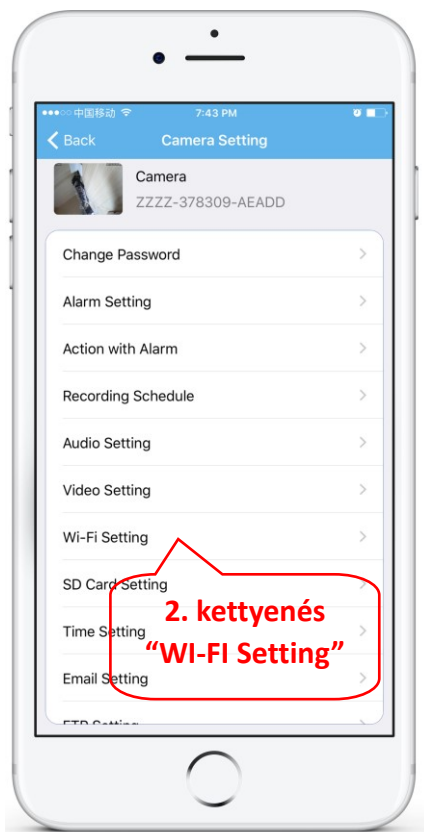 中国移动 7:43 PM
Back Camera Setting
Camera
ZZZZ-378309-AEADD
Change Password
Alarm Setting
Action with Alarm
Recording Schedule
Audio Setting
Video Setting
Wi-Fi Setting
SD Card Setting
2. kettyenés
Time Setting
“WI-FI Setting”
Email Setting
FTP Setting